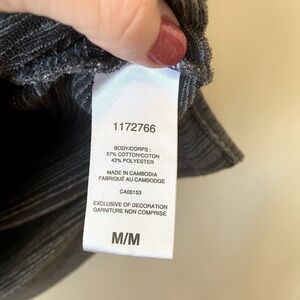 1172766
BODY/CORPS :
57% COTTON/COTON
43% POLYESTER
MADE IN CAMBODIA
FABRIQUÉ AU CAMBODGE
CA00153
EXCLUSIVE OF DECORATION
GARNITURE NON COMPRISE
M/M